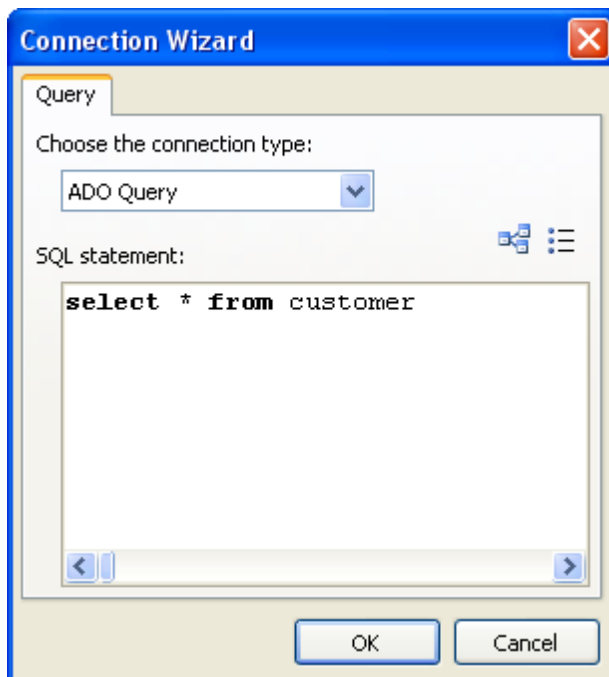 Connection Wizard
Query
Choose the connection type:
ADO Query
SQL statement:
select * from customer
OK
Cancel